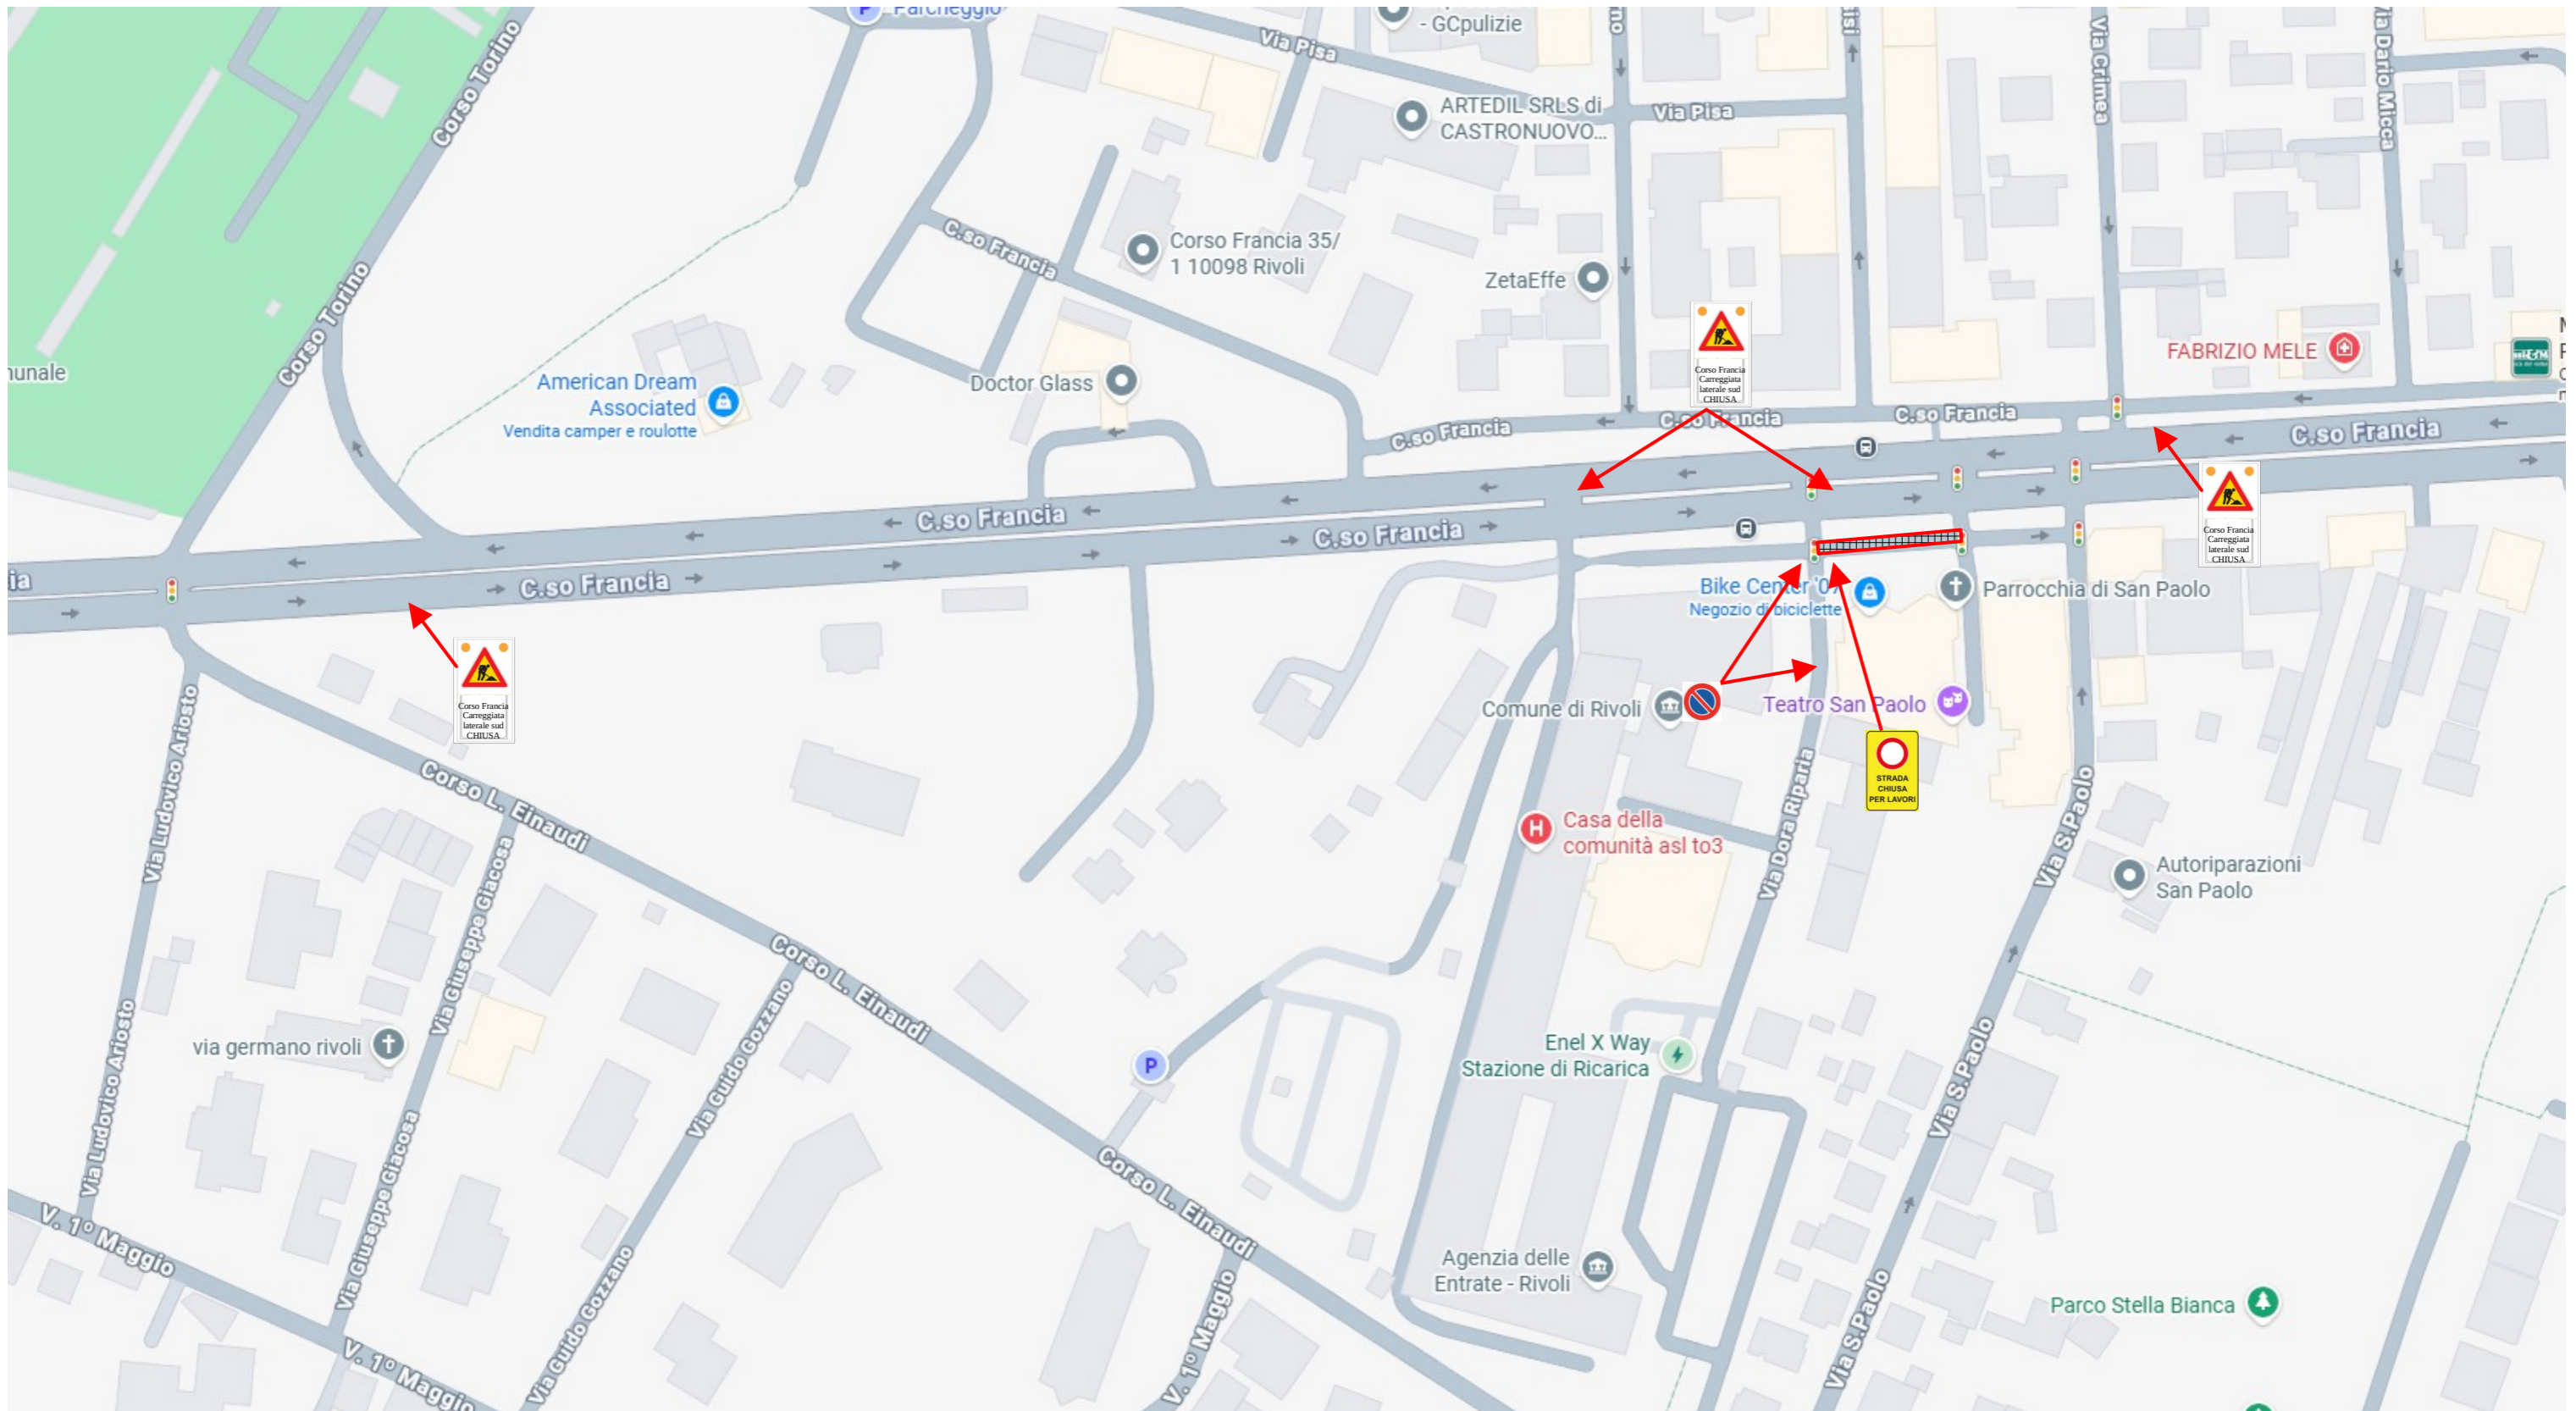 Parcheggio
- GCpulizie
Via Pisa
Via Pisa
Via Crimea
Via Dario Micca
Corso Torino
Corso Torino
ARTEDIL SRLS di
CASTRONUOVO...
C.so Francia
Corso Francia 35/
1 10098 Rivoli
ZetaEffe
FABRIZIO MELE
American Dream
Associated
Vendita camper e roulotte
Doctor Glass
Corso Francia
Carreggiata
laterale sud
CHIUSA
C.so Francia
C.so Francia
C.so Francia
C.so Francia
Corso Francia
Carreggiata
laterale sud
CHIUSA
C.so Francia
C.so Francia
C.so Francia
Corso Francia
Carreggiata
laterale sud
CHIUSA
Bike Center '0
Negozio di biciclette
Parrocchia di San Paolo
Comune di Rivoli
Teatro San Paolo
STRADA
CHIUSA
PER LAVORI
Via Ludovico Ariosto
Corso L. Einaudi
Casa della
comunità asl to3
Via Dora Riparia
Via S.Paolo
Autoriparazioni
San Paolo
Via Giuseppe Giacosa
Corso L. Einaudi
Via Guido Gozzano
via germano rivoli
P
Enel X Way
Stazione di Ricarica
Via S.Paolo
Via Ludovico Ariosto
V. 1º Maggio
Via Giuseppe Giacosa
Corso L. Einaudi
Agenzia delle
Entrate - Rivoli
Parco Stella Bianca
Via Guido Gozzano
V. 1º Maggio
V. 1º Maggio
Via S.Paolo